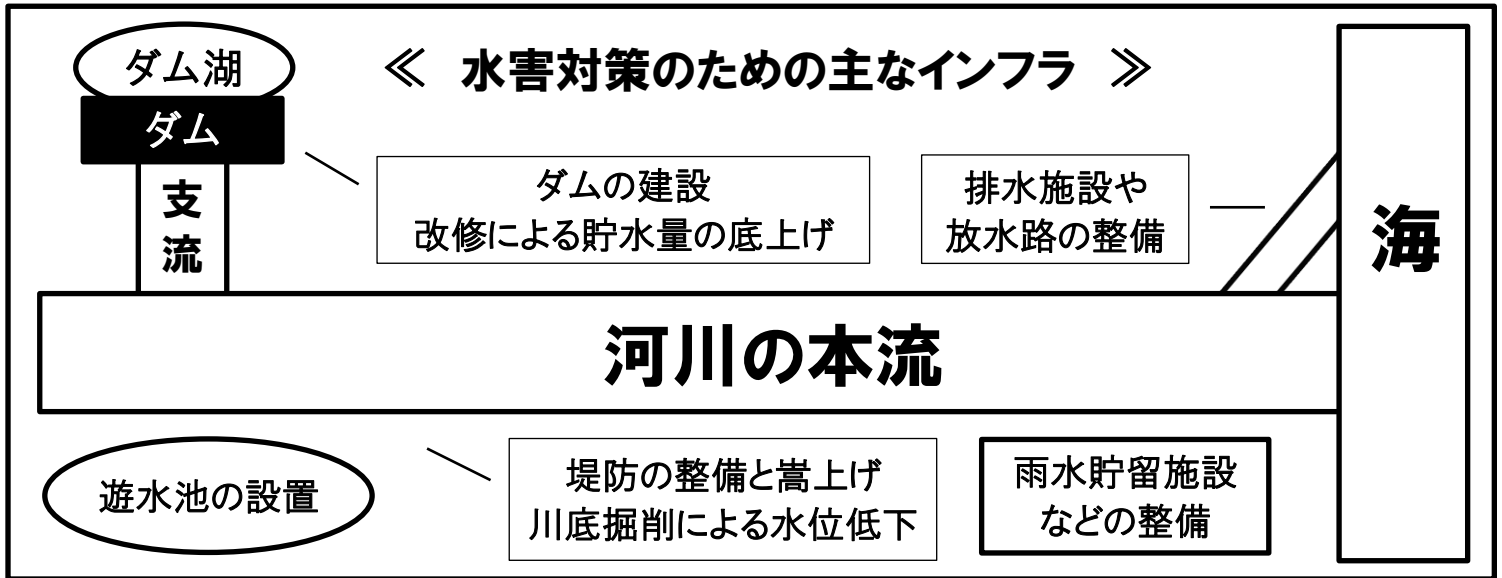 ダム湖
≪ 水害対策のための主なインフラ ≫
ダム
支流
ダムの建設
改修による貯水量の底上げ
排水施設や
放水路の整備
海
河川の本流
遊水池の設置
堤防の整備と嵩上げ
川底掘削による水位低下
雨水貯留施設
などの整備